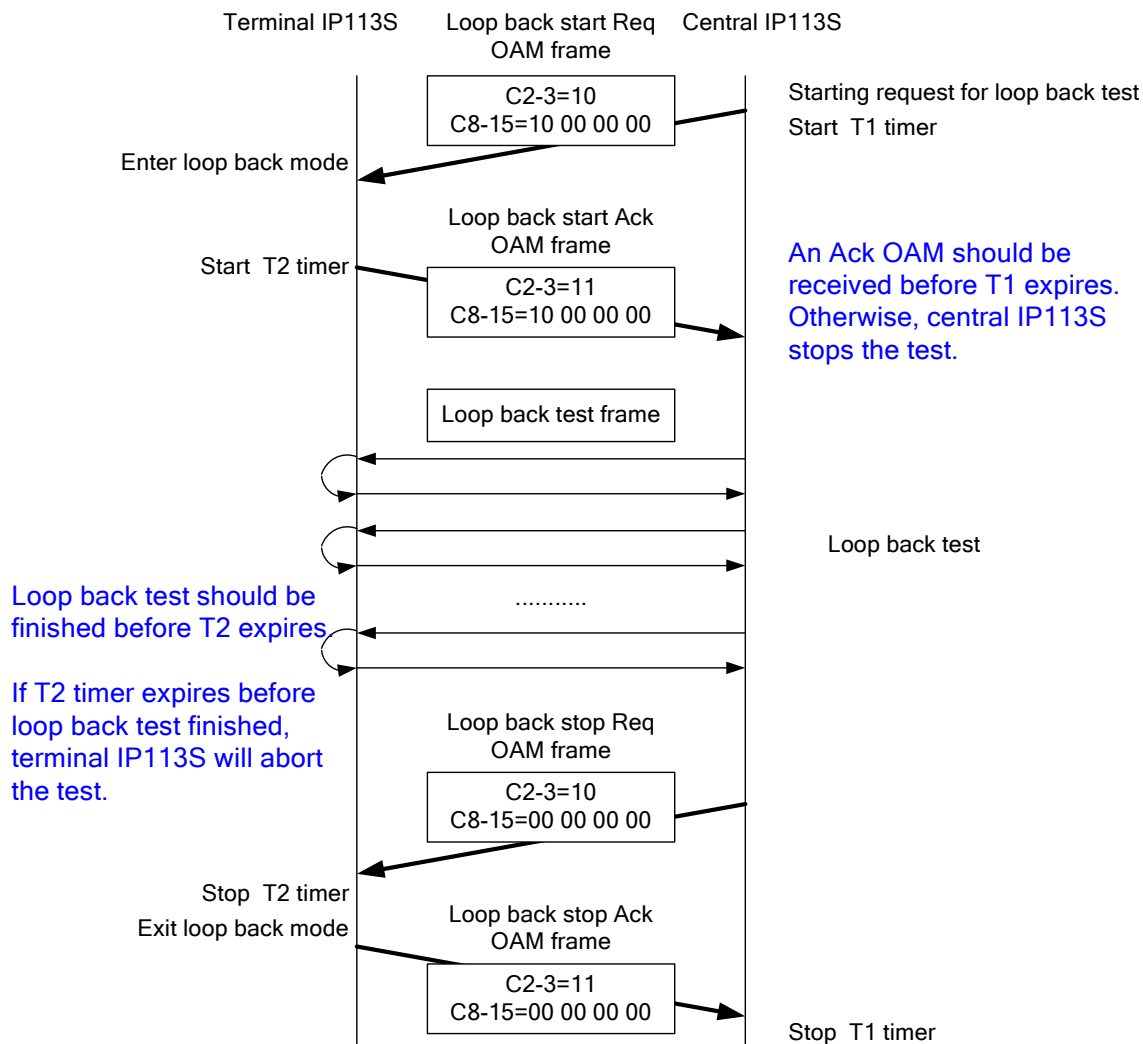 Terminal IP113S
Loop back start Req
OAM frame
Central IP113S
C2-3=10
C8-15=10 00 00 00
Starting request for loop back test
Start T1 timer
Enter loop back mode
Loop back start Ack
OAM frame
Start T2 timer
C2-3=11
C8-15=10 00 00 00
An Ack OAM should be
received before T1 expires.
Otherwise, central IP113S
stops the test.
Loop back test frame
Loop back test
Loop back test should be
finished before T2 expires.
...........
If T2 timer expires before
loop back test finished,
terminal IP113S will abort
the test.
Loop back stop Req
OAM frame
C2-3=10
C8-15=00 00 00 00
Stop T2 timer
Exit loop back mode
Loop back stop Ack
OAM frame
C2-3=11
C8-15=00 00 00 00
Stop T1 timer